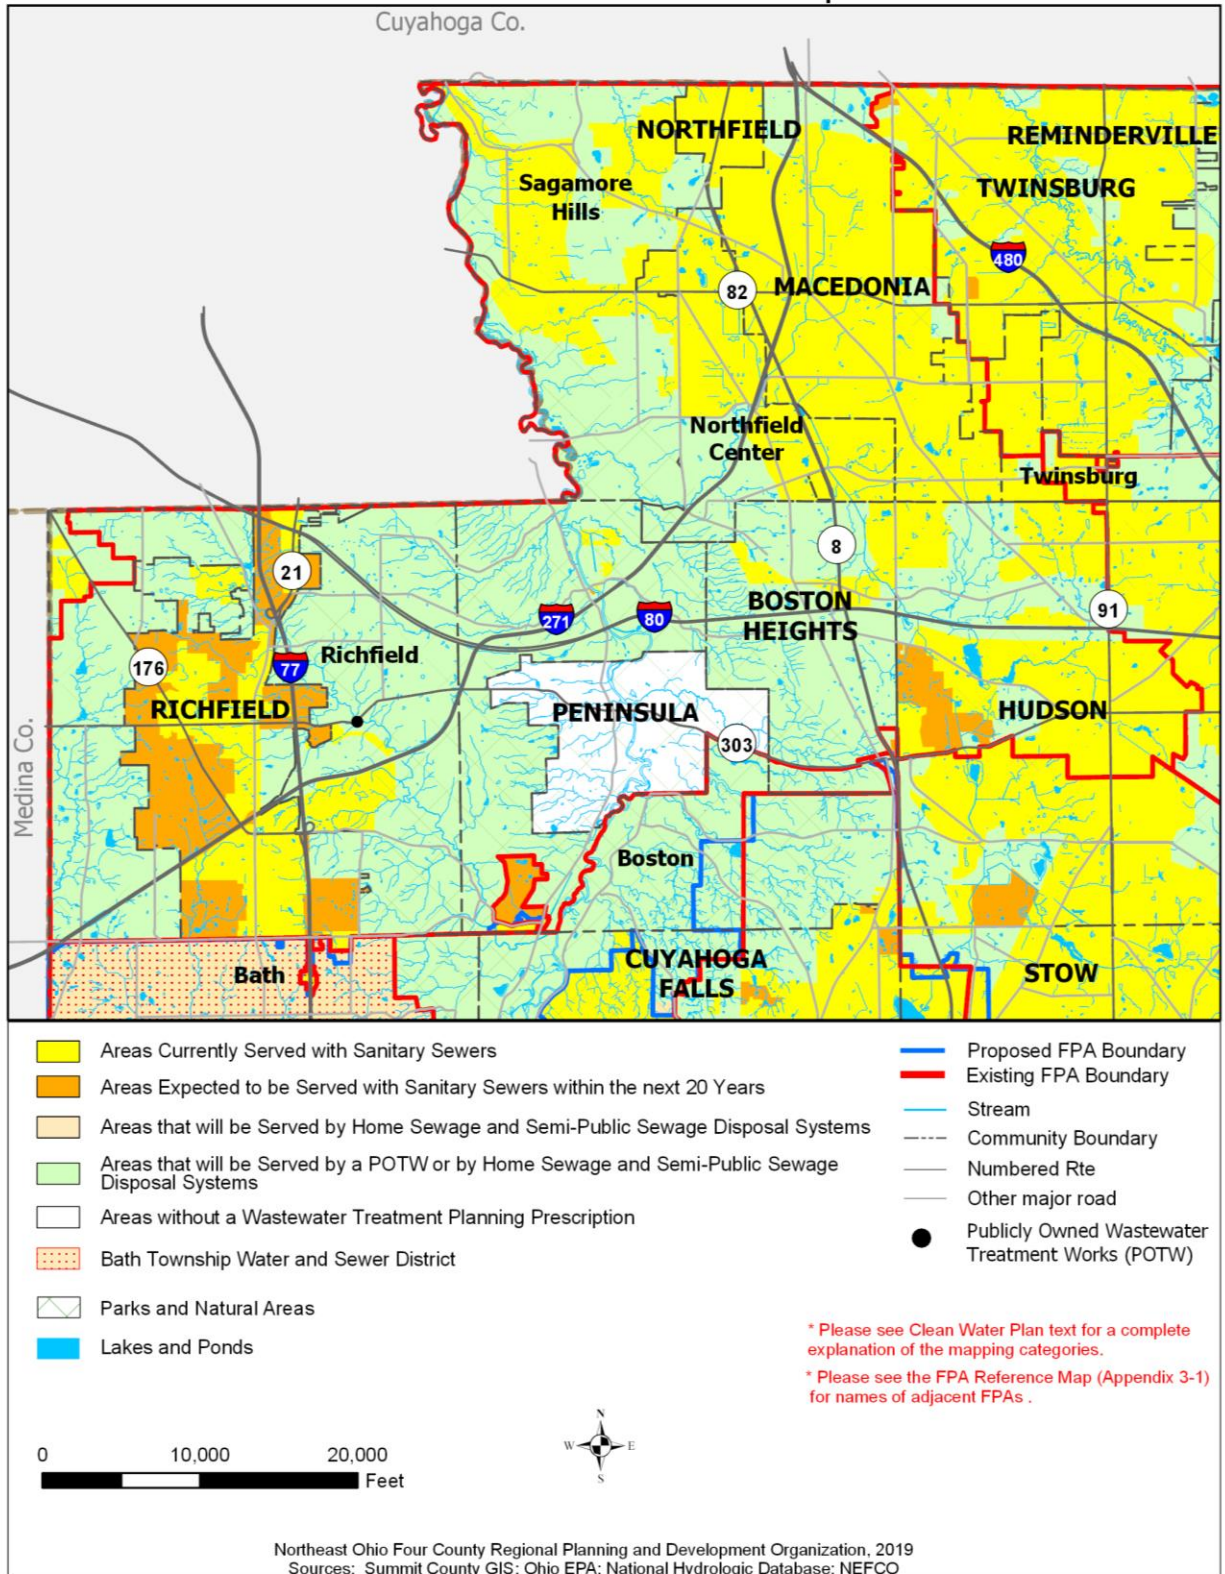 Cuyahoga Co.
NORTHFIELD
REMINDERVILLE
Sagamore
Hills
TWINSBURG
480
82
MACEDONIA
Northfield
Center
Twinsburg
8
21
271
80
BOSTON
HEIGHTS
91
176
77
Richfield
RICHFIELD
PENINSULA
HUDSON
303
Medina Co.
Boston
Bath
CUYAHOGA
FALLS
STOW
Areas Currently Served with Sanitary Sewers
Areas Expected to be Served with Sanitary Sewers within the next 20 Years
Areas that will be Served by Home Sewage and Semi-Public Sewage Disposal Systems
Areas that will be Served by a POTW or by Home Sewage and Semi-Public Sewage
Disposal Systems
Areas without a Wastewater Treatment Planning Prescription
Bath Township Water and Sewer District
Parks and Natural Areas
Lakes and Ponds
Proposed FPA Boundary
Existing FPA Boundary
Stream
Community Boundary
Numbered Rte
Other major road
Publicly Owned Wastewater
Treatment Works (POTW)
* Please see Clean Water Plan text for a complete
explanation of the mapping categories.
* Please see the FPA Reference Map (Appendix 3-1)
for names of adjacent FPAs .
N
W E
S
0 10,000 20,000
Feet
Northeast Ohio Four County Regional Planning and Development Organization, 2019
Sources: Summit County GIS; Ohio EPA; National Hydrologic Database; NEFCO